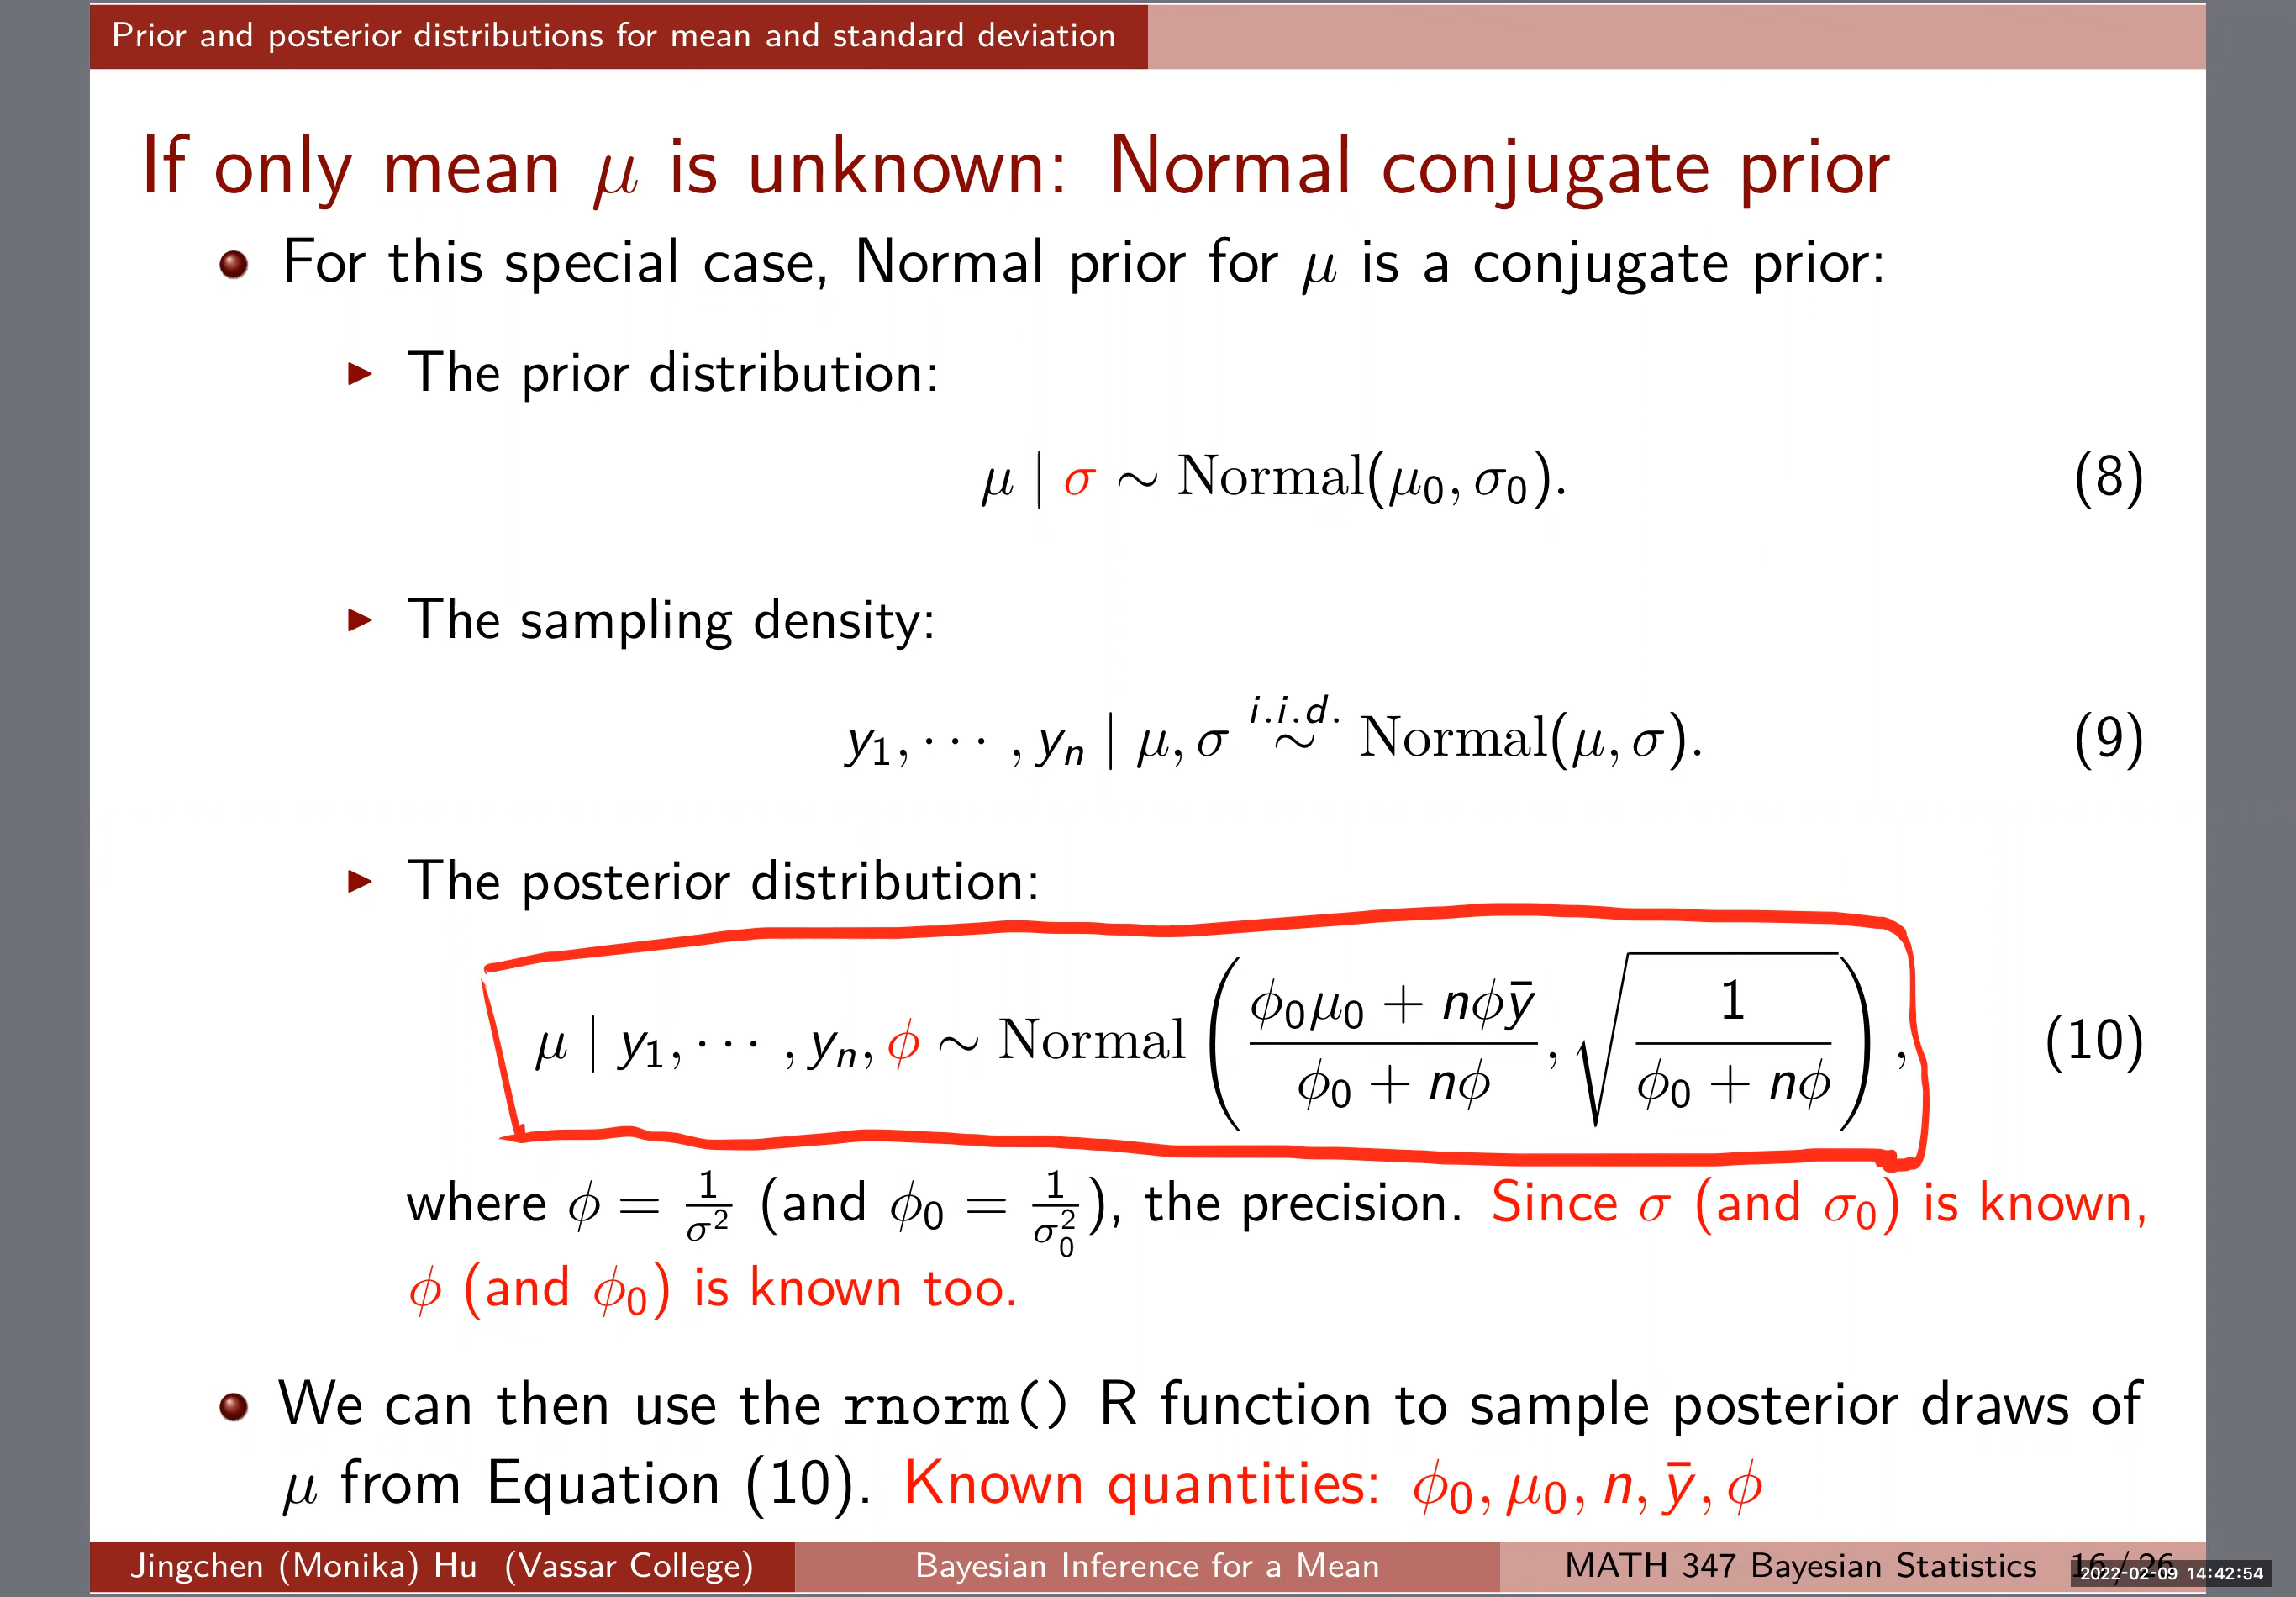 Prior and posterior distributions for mean and standard deviation
If only mean μ is unknown: Normal conjugate prior
For this special case, Normal prior for μ is a conjugate prior:
The prior distribution:
μ | σ ∼ Normal(μ₀, σ₀). (8)
The sampling density:
y₁, ⋯ , yₙ | μ, σ i.i.d. ∼ Normal(μ, σ). (9)
The posterior distribution:
μ | y₁, ⋯ , yₙ, ϕ ∼ Normal ( (ϕ₀μ₀ + nϕȳ) / (ϕ₀ + nϕ) , √( 1 / (ϕ₀ + nϕ) ) ) , (10)
where ϕ = 1/σ² (and ϕ₀ = 1/σ₀²), the precision. Since σ (and σ₀) is known,
ϕ (and ϕ₀) is known too.
We can then use the rnorm() R function to sample posterior draws of
μ from Equation (10). Known quantities: ϕ₀, μ₀, n, ȳ, ϕ
Jingchen (Monika) Hu (Vassar College) Bayesian Inference for a Mean MATH 347 Bayesian Statistics 16 / 26
2022-02-09 14:42:54